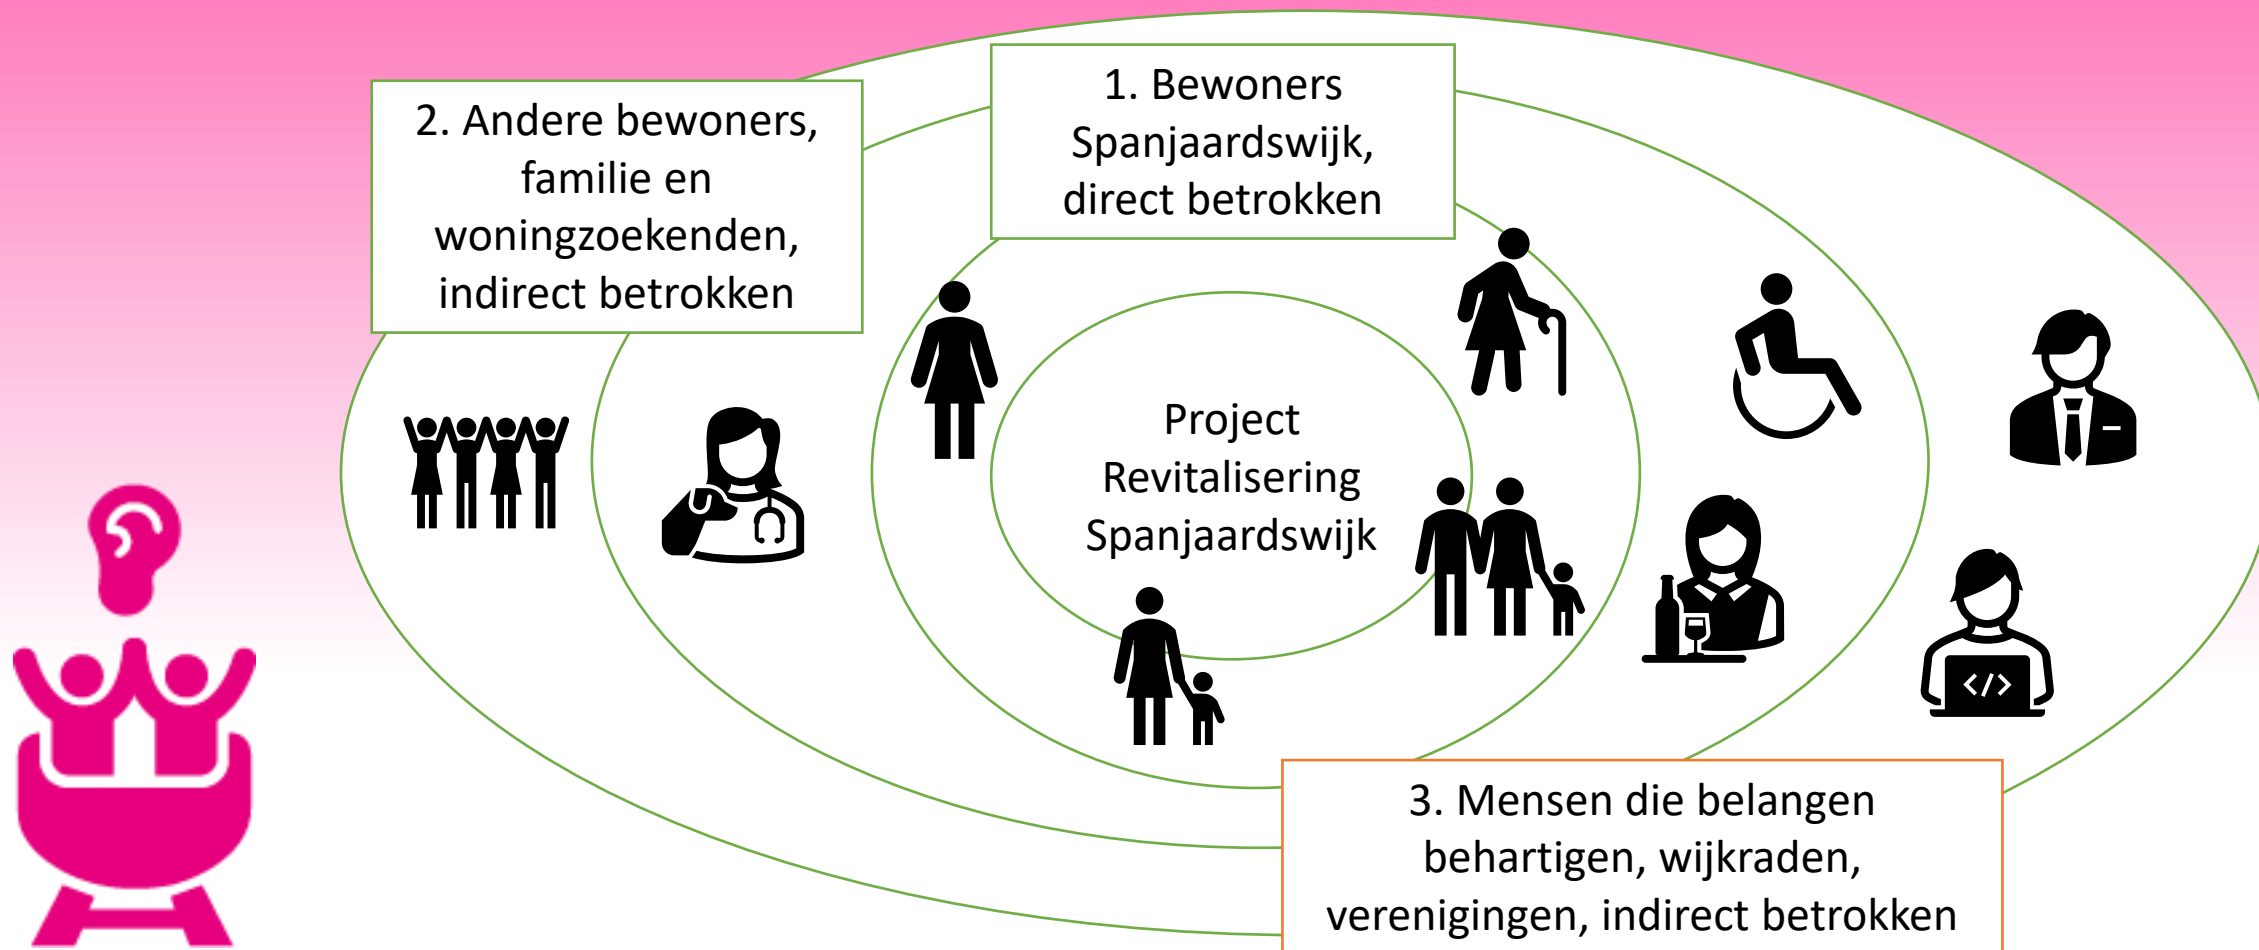 1. Bewoners
Spanjaardswijk,
direct betrokken
2. Andere bewoners,
familie en
woningzoekenden,
indirect betrokken
Project
Revitalisering
Spanjaardswijk
</>
3. Mensen die belangen
behartigen, wijkraden,
verenigingen, indirect betrokken